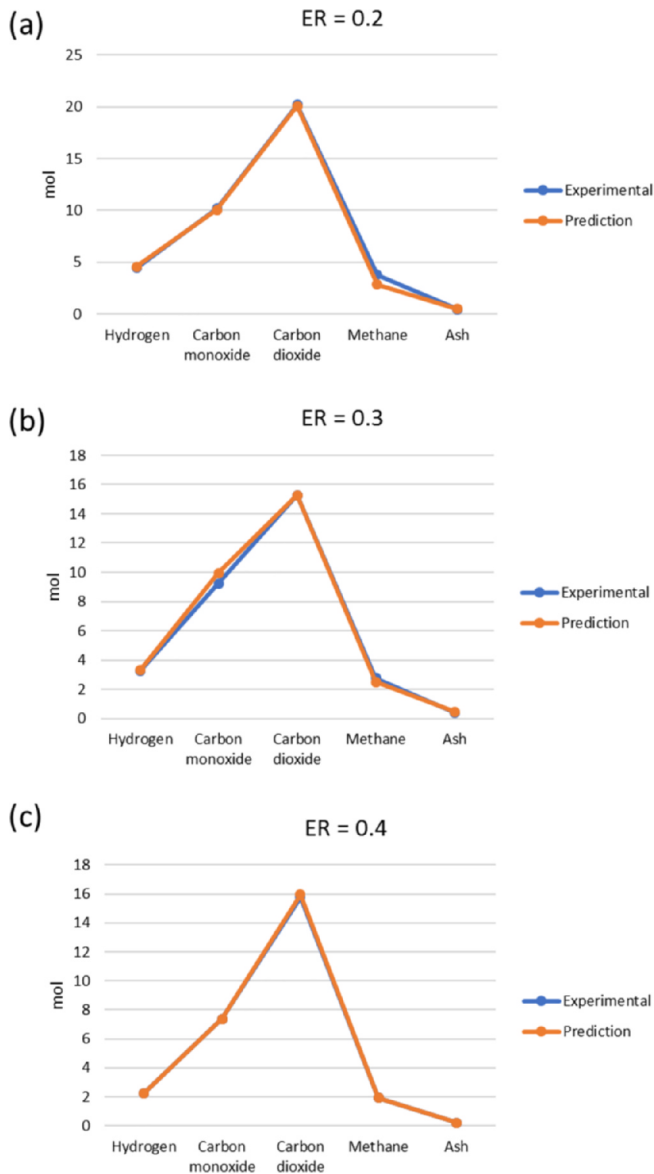 (a)
ER = 0.2
25
20
15
10
5
0
mol
Hydrogen
Carbon
monoxide
Carbon
dioxide
Methane
Ash
Experimental
Prediction
(b)
ER = 0.3
18
16
14
12
10
8
6
4
2
0
mol
Hydrogen
Carbon
monoxide
Carbon
dioxide
Methane
Ash
Experimental
Prediction
(c)
ER = 0.4
18
16
14
12
10
8
6
4
2
0
mol
Hydrogen
Carbon
monoxide
Carbon
dioxide
Methane
Ash
Experimental
Prediction